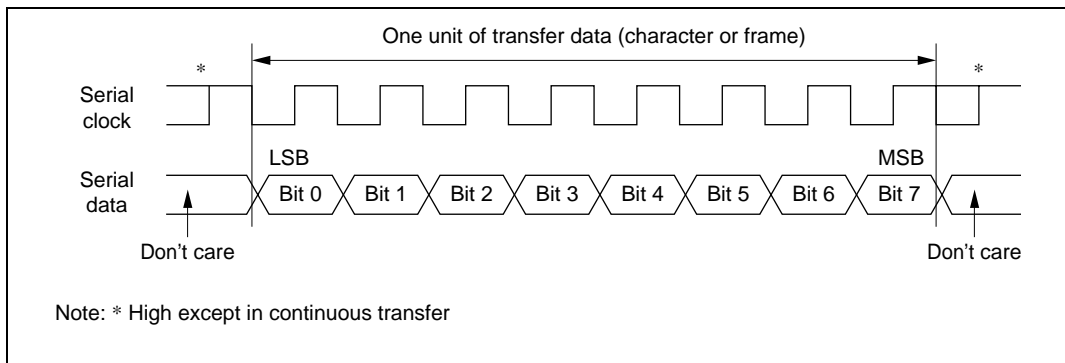 One unit of transfer data (character or frame)
* *
Serial
clock
LSB MSB
Serial
data
Bit 0 Bit 1 Bit 2 Bit 3 Bit 4 Bit 5 Bit 6 Bit 7
Don’t care Don’t care
Note: * High except in continuous transfer